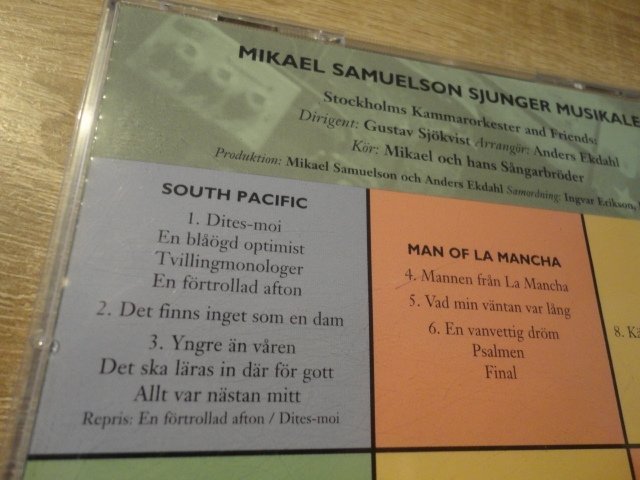 MIKAEL SAMUELSON SJUNGER MUSIKALE
Stockholms Kammarorkester and Friends:
Dirigent: Gustav Sjökvist Arrangör: Anders Ekdahl
Kör: Mikael och hans Sångarbröder
Produktion: Mikael Samuelson och Anders Ekdahl Samordning: Ingvar Erikson,
SOUTH PACIFIC
1. Dites-moi
En blåögd optimist
Tvillingmonologer
En förtrollad afton
2. Det finns inget som en dam
3. Yngre än våren
Det ska läras in där för gott
Allt var nästan mitt
Repris: En förtrollad afton / Dites-moi
MAN OF LA MANCHA
4. Mannen från La Mancha
5. Vad min väntan var lång
6. En vanvettig dröm
Psalmen
Final
8. Kä